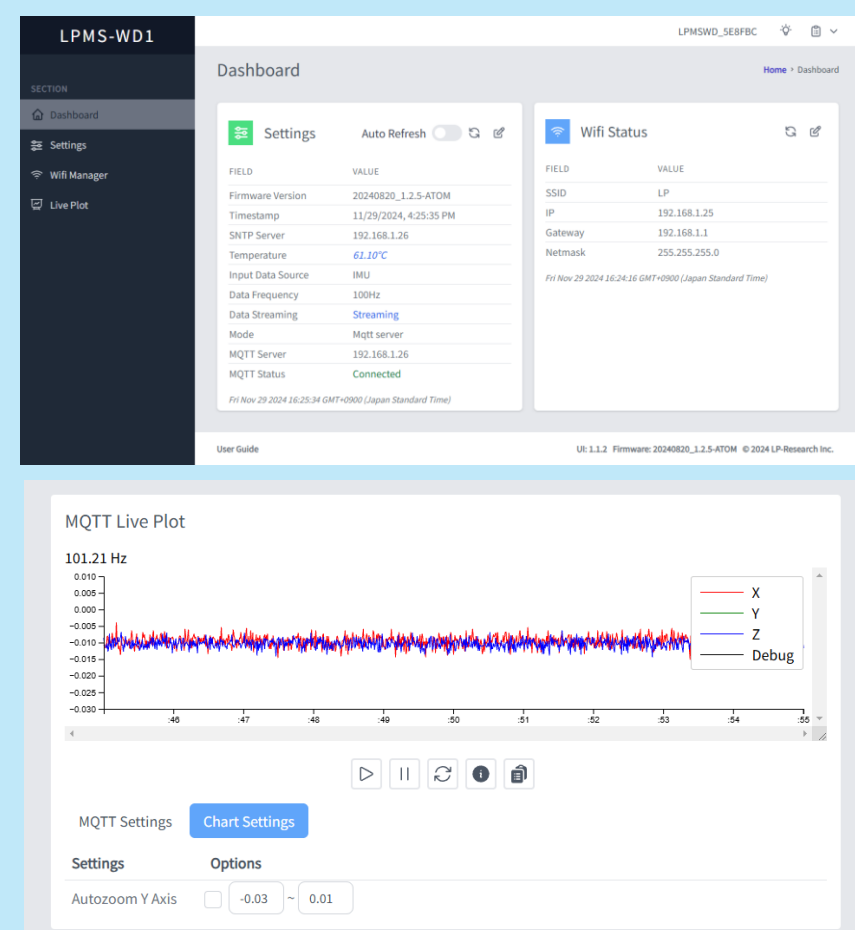 LPMS-WD1
LPMSWD_5E8FBC
Dashboard
Home › Dashboard
SECTION
Dashboard
Settings
Wifi Manager
Live Plot
Settings
Auto Refresh
FIELD VALUE
Firmware Version 20240820_1.2.5-ATOM
Timestamp 11/29/2024, 4:25:35 PM
SNTP Server 192.168.1.26
Temperature 61.10°C
Input Data Source IMU
Data Frequency 100Hz
Data Streaming Streaming
Mode Mqtt server
MQTT Server 192.168.1.26
MQTT Status Connected
Fri Nov 29 2024 16:25:34 GMT+0900 (Japan Standard Time)
Wifi Status
FIELD VALUE
SSID LP
IP 192.168.1.25
Gateway 192.168.1.1
Netmask 255.255.255.0
Fri Nov 29 2024 16:24:16 GMT+0900 (Japan Standard Time)
User Guide
UI: 1.1.2 Firmware: 20240820_1.2.5-ATOM © 2024 LP-Research Inc.
MQTT Live Plot
101.21 Hz
0.010
0.005
0.000
−0.005
−0.010
−0.015
−0.020
−0.025
−0.030
:46 :47 :48 :49 :50 :51 :52 :53 :54 :55
X
Y
Z
Debug
MQTT Settings
Chart Settings
Settings Options
Autozoom Y Axis -0.03 ~ 0.01